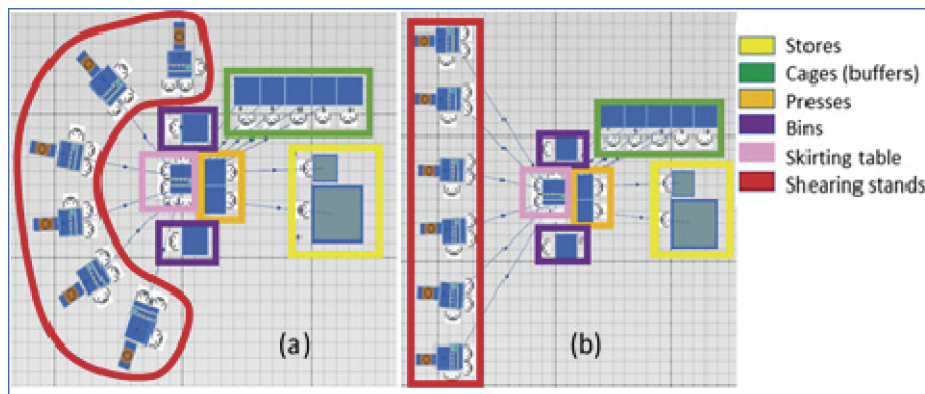 Stores
Cages (buffers)
Presses
Bins
Skirting table
Shearing stands
(a)
(b)